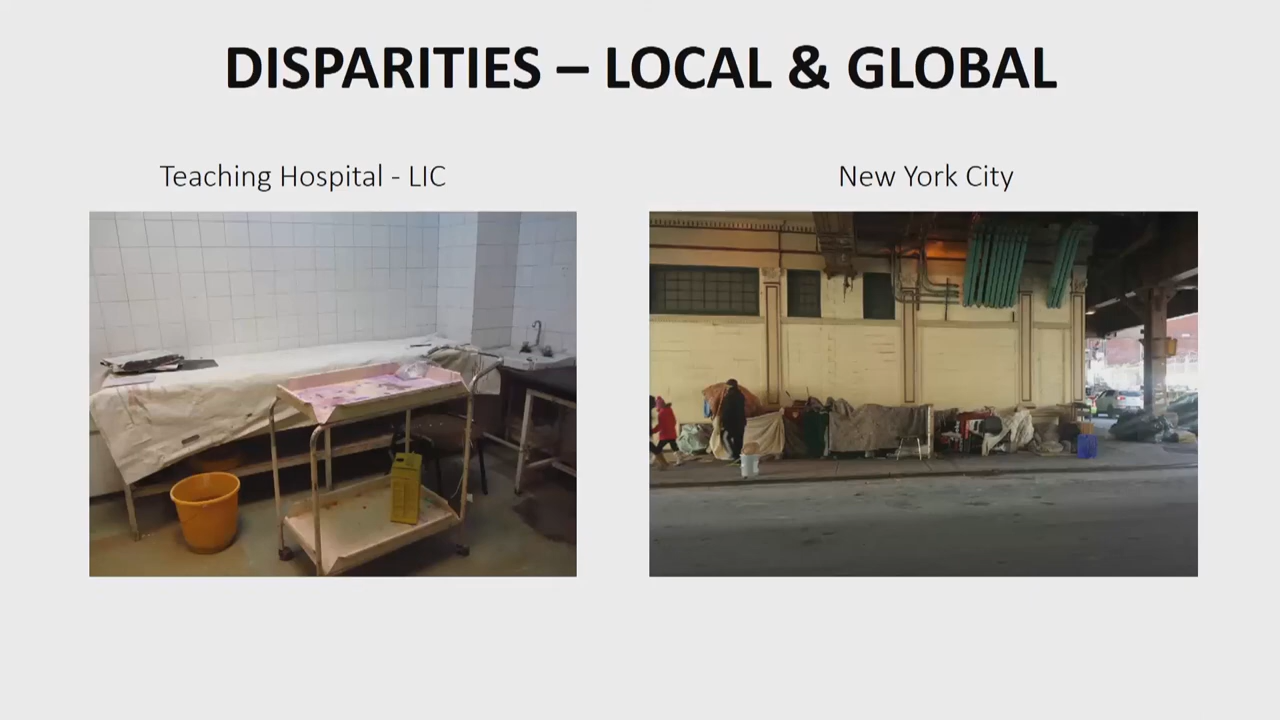 DISPARITIES – LOCAL & GLOBAL
Teaching Hospital - LIC
New York City